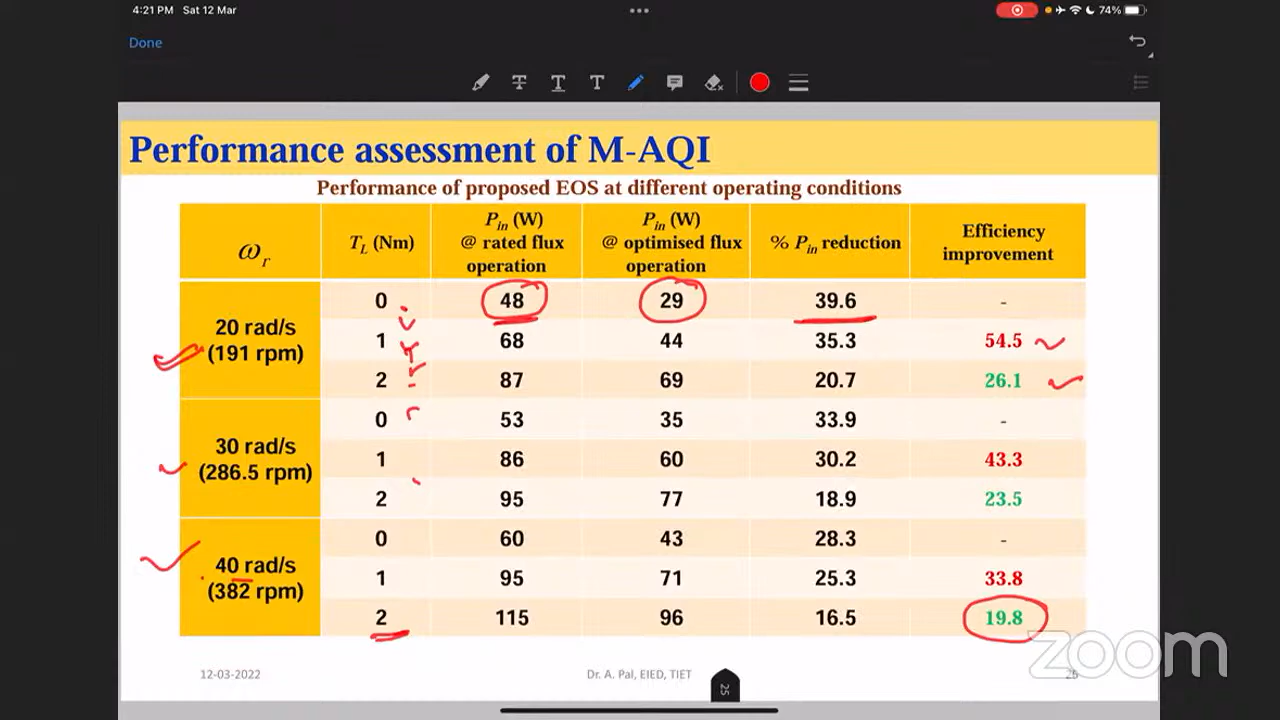 4:21 PM Sat 12 Mar
74%
Done
Performance assessment of M-AQI
Performance of proposed EOS at different operating conditions
ωr TL (Nm) Pin (W) @ rated flux operation Pin (W) @ optimised flux operation % Pin reduction Efficiency improvement
20 rad/s (191 rpm) 0 48 29 39.6 -
1 68 44 35.3 54.5
2 87 69 20.7 26.1
30 rad/s (286.5 rpm) 0 53 35 33.9 -
1 86 60 30.2 43.3
2 95 77 18.9 23.5
40 rad/s (382 rpm) 0 60 43 28.3 -
1 95 71 25.3 33.8
2 115 96 16.5 19.8
12-03-2022 Dr. A. Pal, EIED, TIET
25
zoom